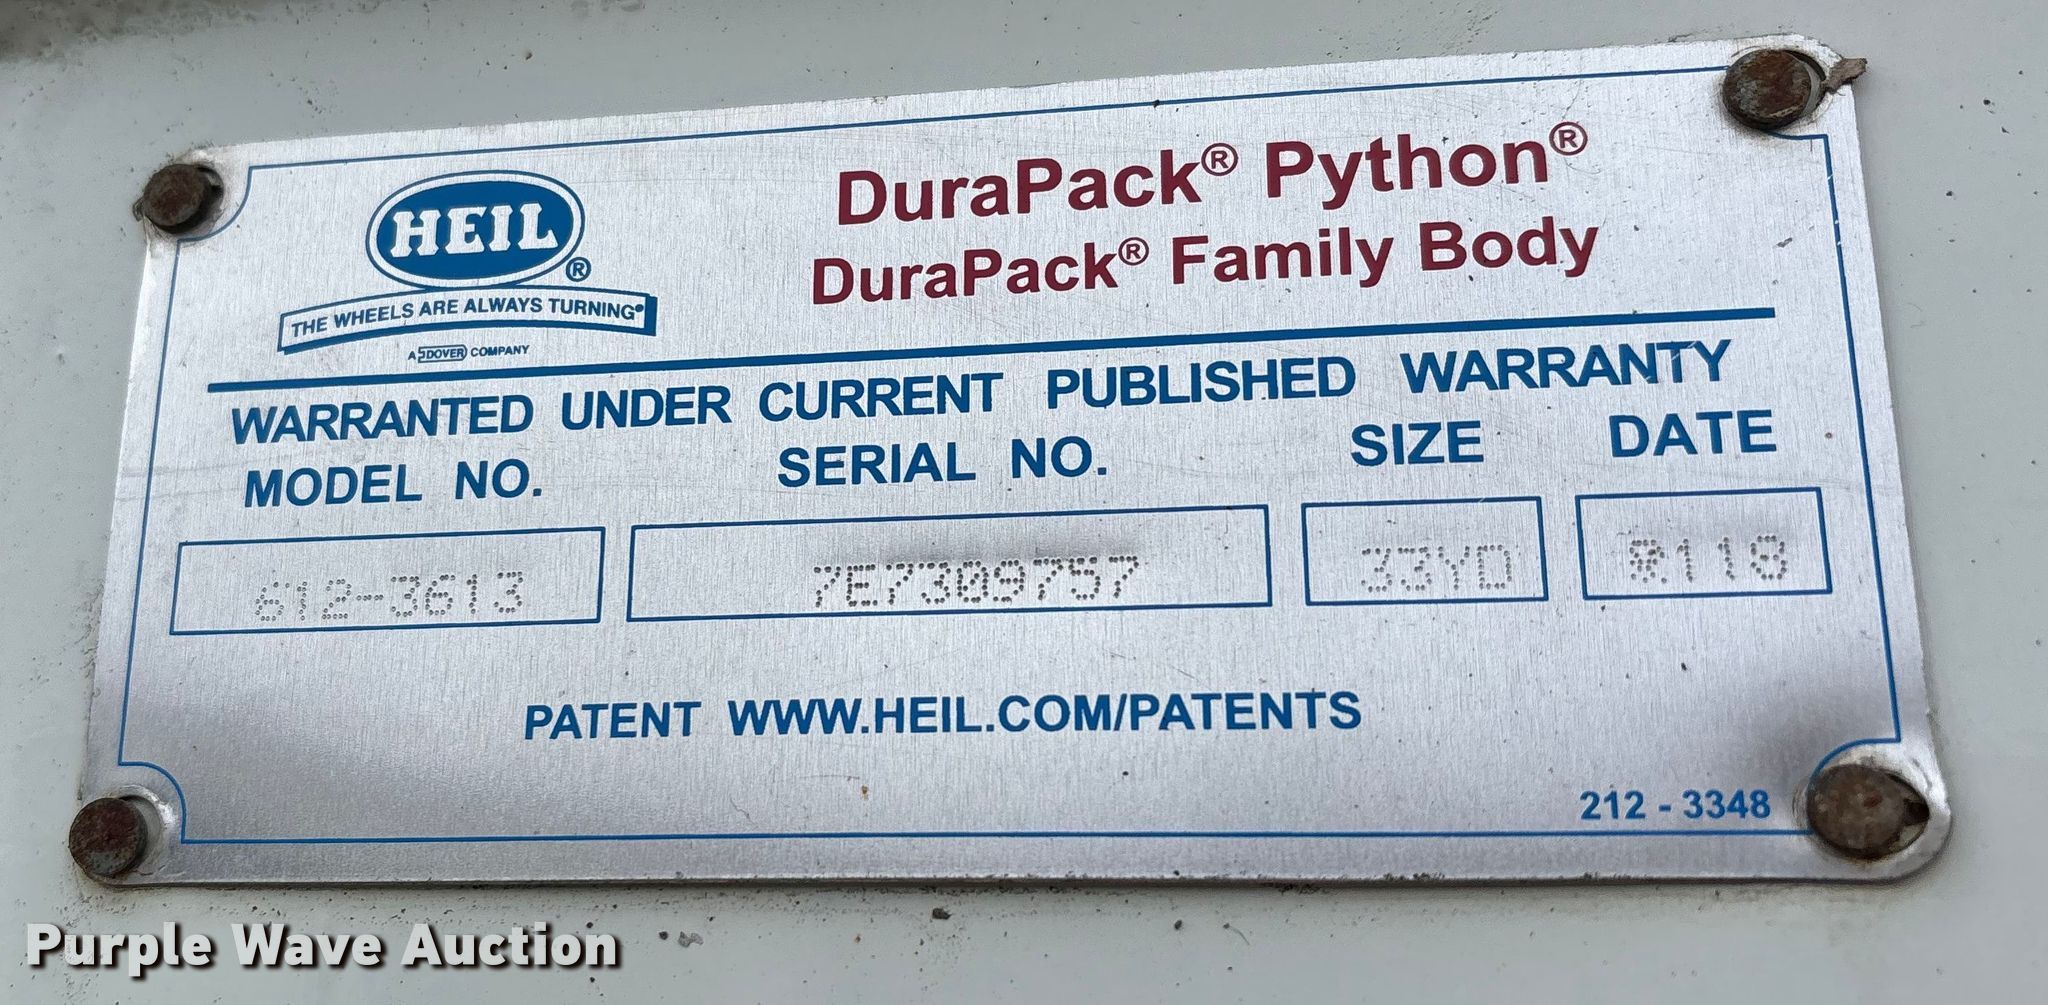 HEIL®
THE WHEELS ARE ALWAYS TURNING®
A DOVER COMPANY
DuraPack® Python®
DuraPack® Family Body
WARRANTED UNDER CURRENT PUBLISHED WARRANTY
MODEL NO. SERIAL NO. SIZE DATE
612-3613 7E7309757 33YD
PATENT WWW.HEIL.COM/PATENTS
212 - 3348
Purple Wave Auction